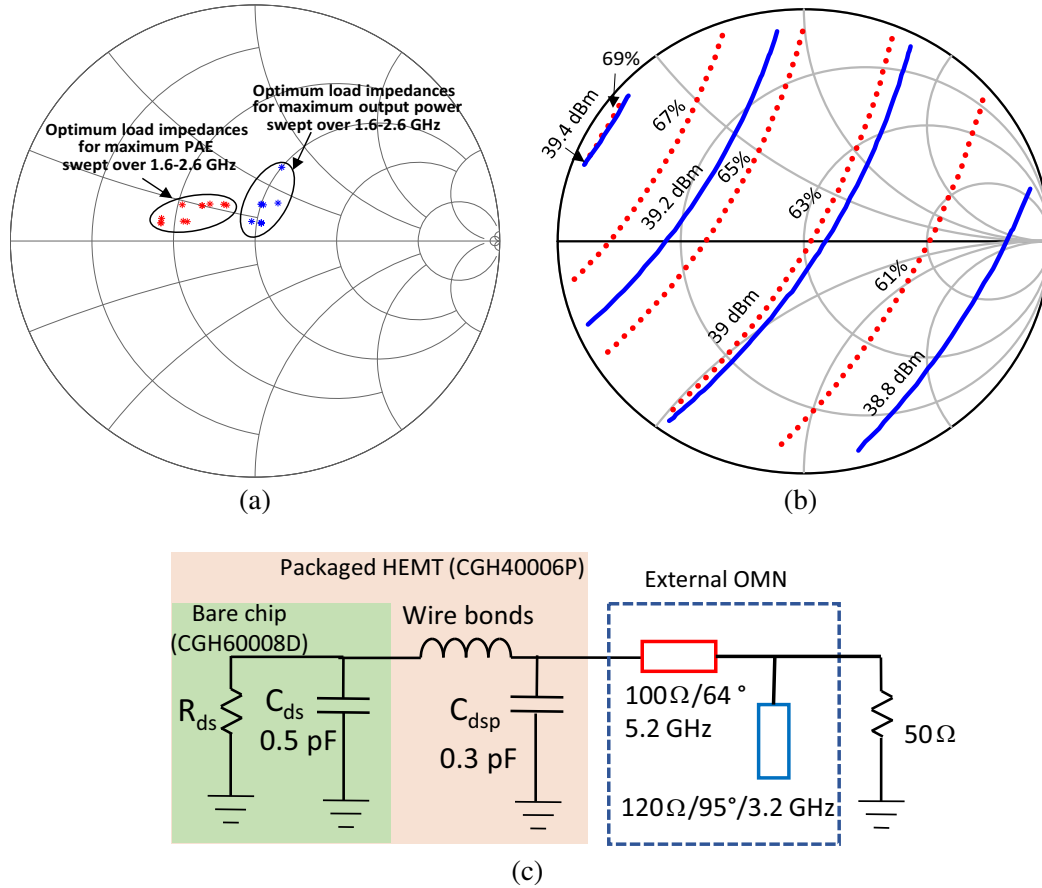 Optimum load impedances
for maximum PAE
swept over 1.6-2.6 GHz
Optimum load impedances
for maximum output power
swept over 1.6-2.6 GHz
(a)
39.4 dBm
69%
67%
39.2 dBm
65%
63%
39 dBm
61%
38.8 dBm
(b)
Packaged HEMT (CGH40006P)
Bare chip
(CGH60008D)
Wire bonds
External OMN
Rds
Cds
0.5 pF
Cdsp
0.3 pF
100Ω/64°
5.2 GHz
120Ω/95°/3.2 GHz
50Ω
(c)